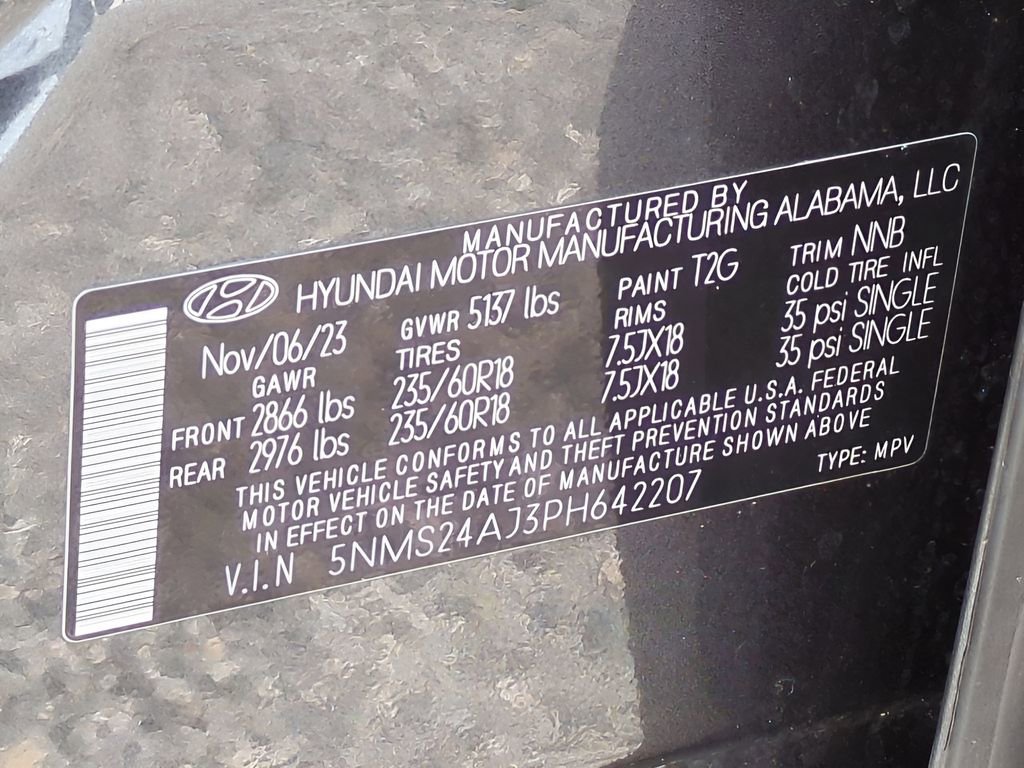 MANUFACTURED BY
HYUNDAI MOTOR MANUFACTURING ALABAMA, LLC
Nov/06/23 GVWR 5137 lbs PAINT T2G TRIM NNB
GAWR TIRES RIMS COLD TIRE INFL
FRONT 2866 lbs 235/60R18 7.5JX18 35 psi SINGLE
REAR 2976 lbs 235/60R18 7.5JX18 35 psi SINGLE
THIS VEHICLE CONFORMS TO ALL APPLICABLE U.S.A. FEDERAL
MOTOR VEHICLE SAFETY AND THEFT PREVENTION STANDARDS
IN EFFECT ON THE DATE OF MANUFACTURE SHOWN ABOVE
V.I.N 5NMS24AJ3PH642207 TYPE: MPV